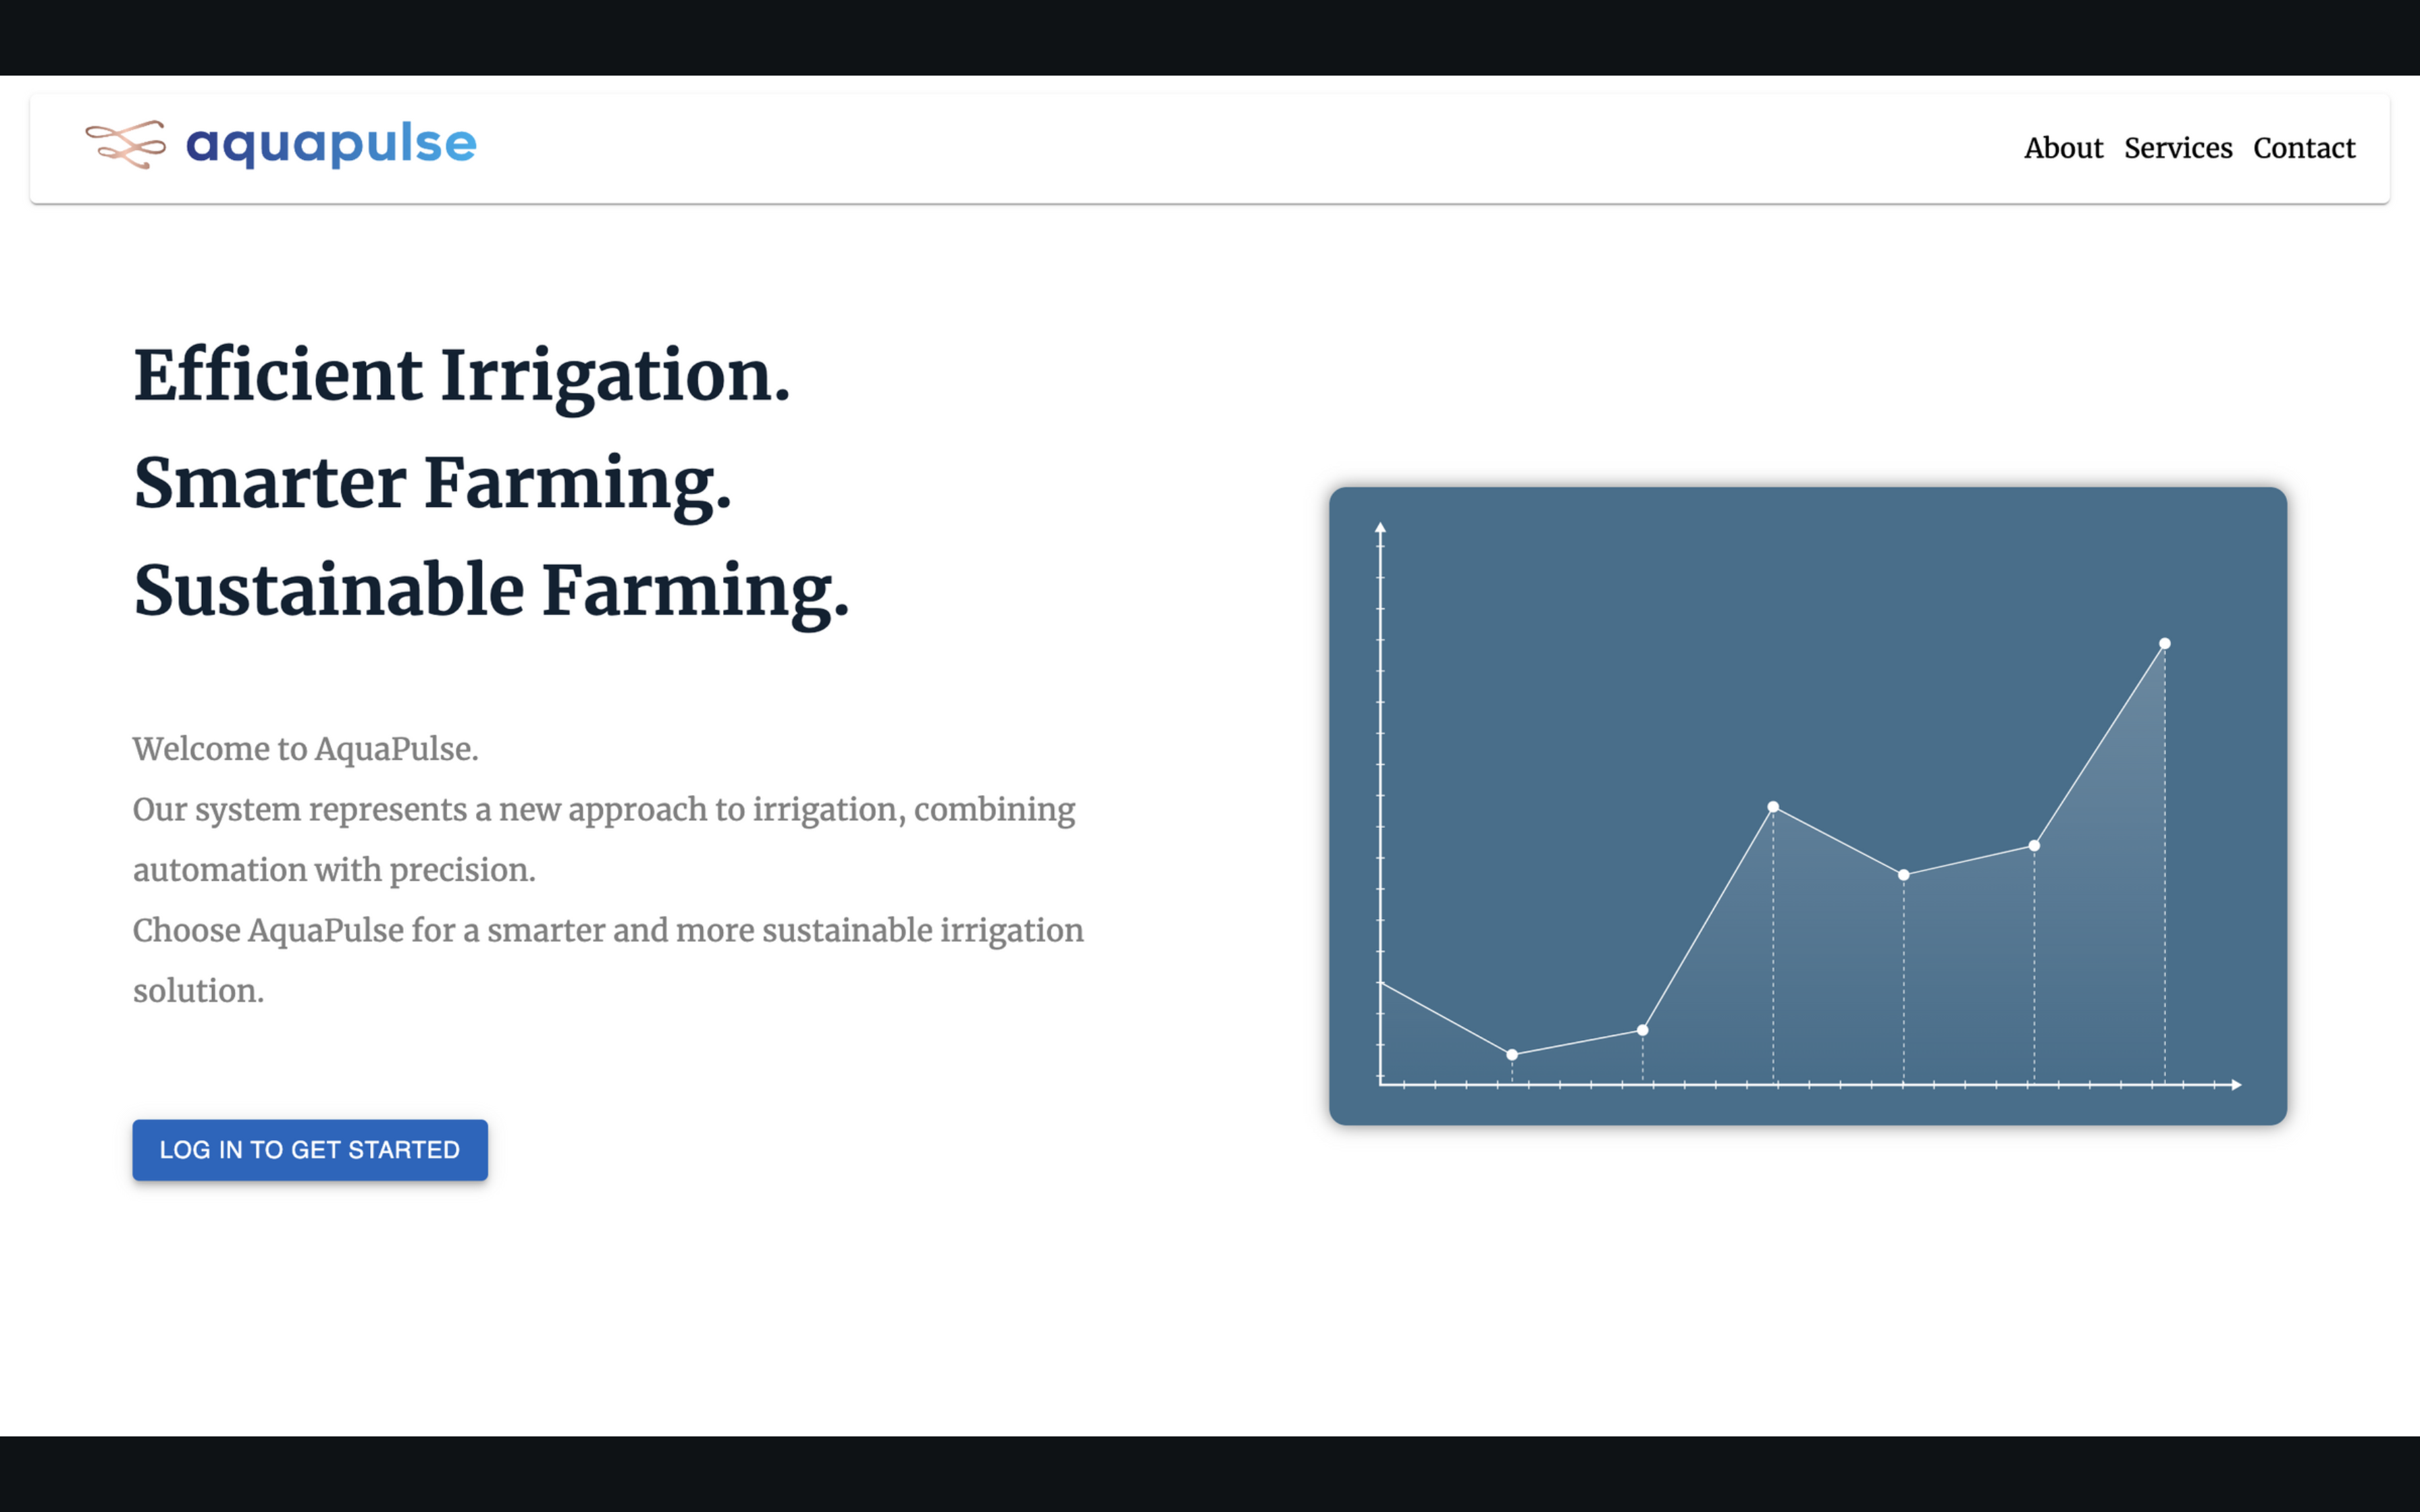 aquapulse
About Services Contact
Efficient Irrigation.
Smarter Farming.
Sustainable Farming.
Welcome to AquaPulse.
Our system represents a new approach to irrigation, combining
automation with precision.
Choose AquaPulse for a smarter and more sustainable irrigation
solution.
LOG IN TO GET STARTED